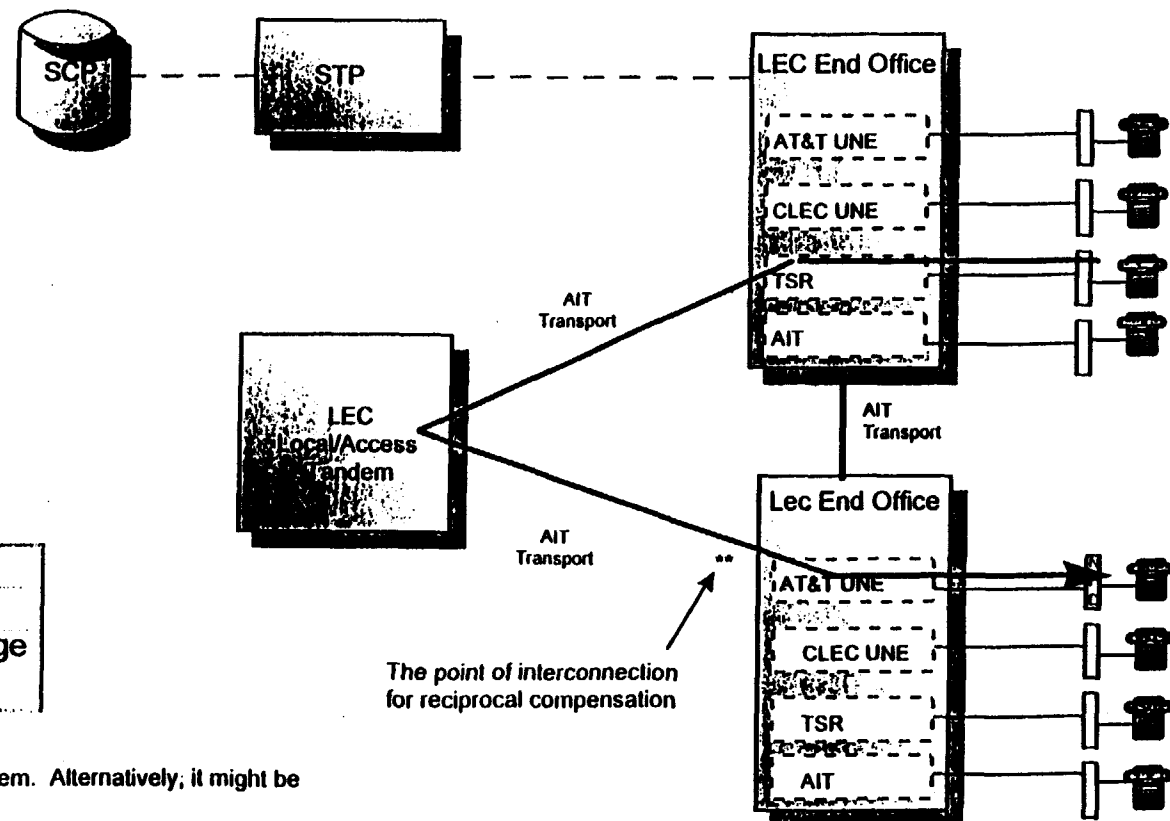 SCP
STP
LEC End Office
AT&T UNE
CLEC UNE
TSR
AIT
AIT
Transport
LEC
Local/Access
Tandem
AIT
Transport
AIT
Transport
**
The point of interconnection
for reciprocal compensation
Lec End Office
AT&T UNE
CLEC UNE
TSR
AIT
ge
em. Alternatively, it might be